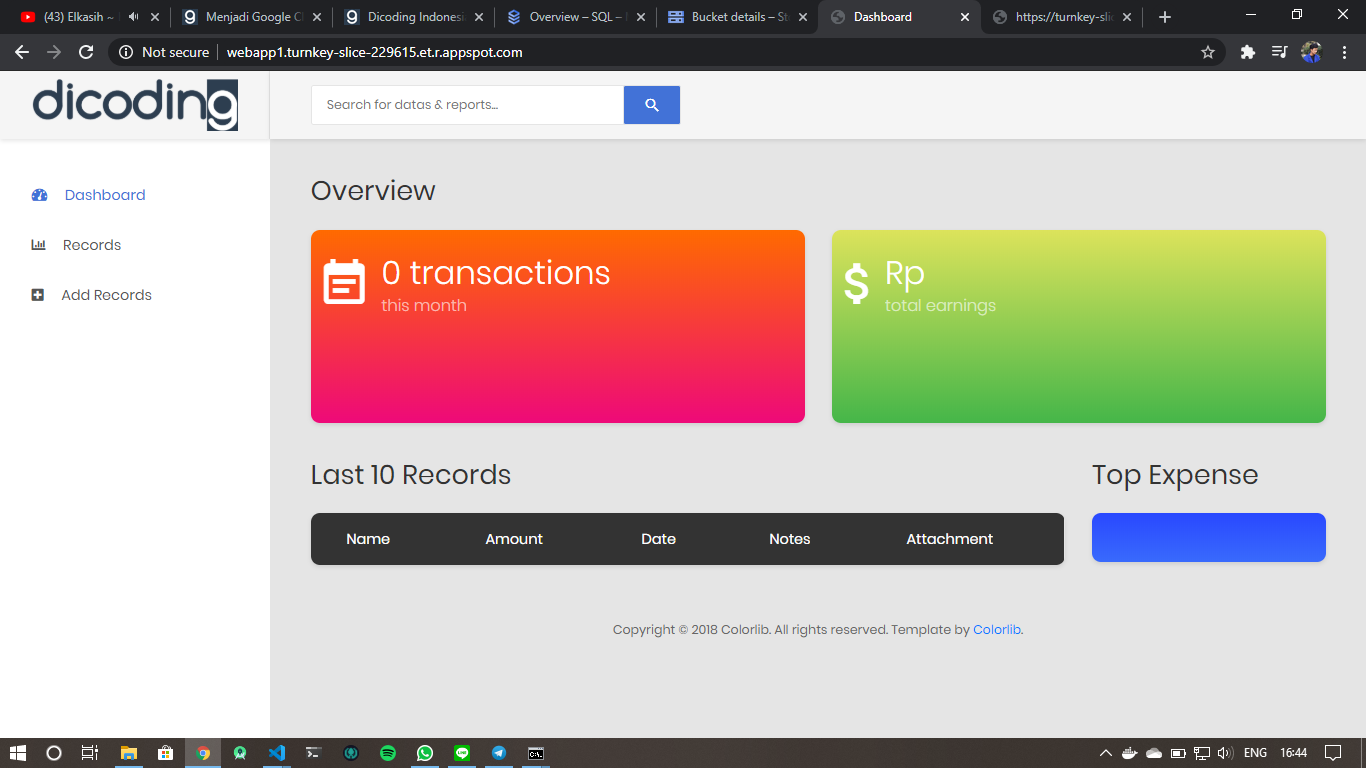 (43) Elkasih ~
Menjadi Google C
Dicoding Indonesi
Overview – SQL –
Bucket details – St
Dashboard
https://turnkey-slic
Not secure
webapp1.turnkey-slice-229615.et.r.appspot.com
dicoding
Search for datas & reports...
Dashboard
Records
Add Records
Overview
0 transactions
this month
Rp
total earnings
Last 10 Records
Top Expense
Name Amount Date Notes Attachment
Copyright © 2018 Colorlib. All rights reserved. Template by Colorlib.
ENG 16:44